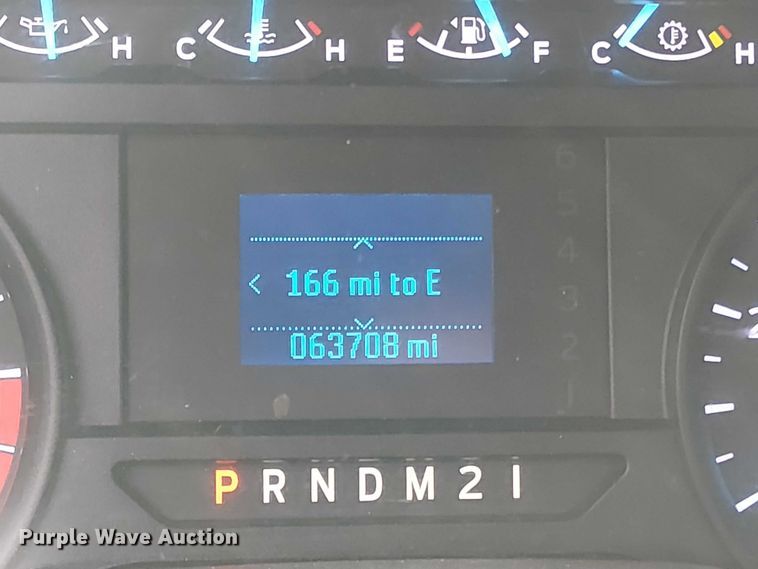 H C H E F C H
6
5
4
3
2
1
< 166 mi to E
063708 mi
P R N D M 2 1
Purple Wave Auction